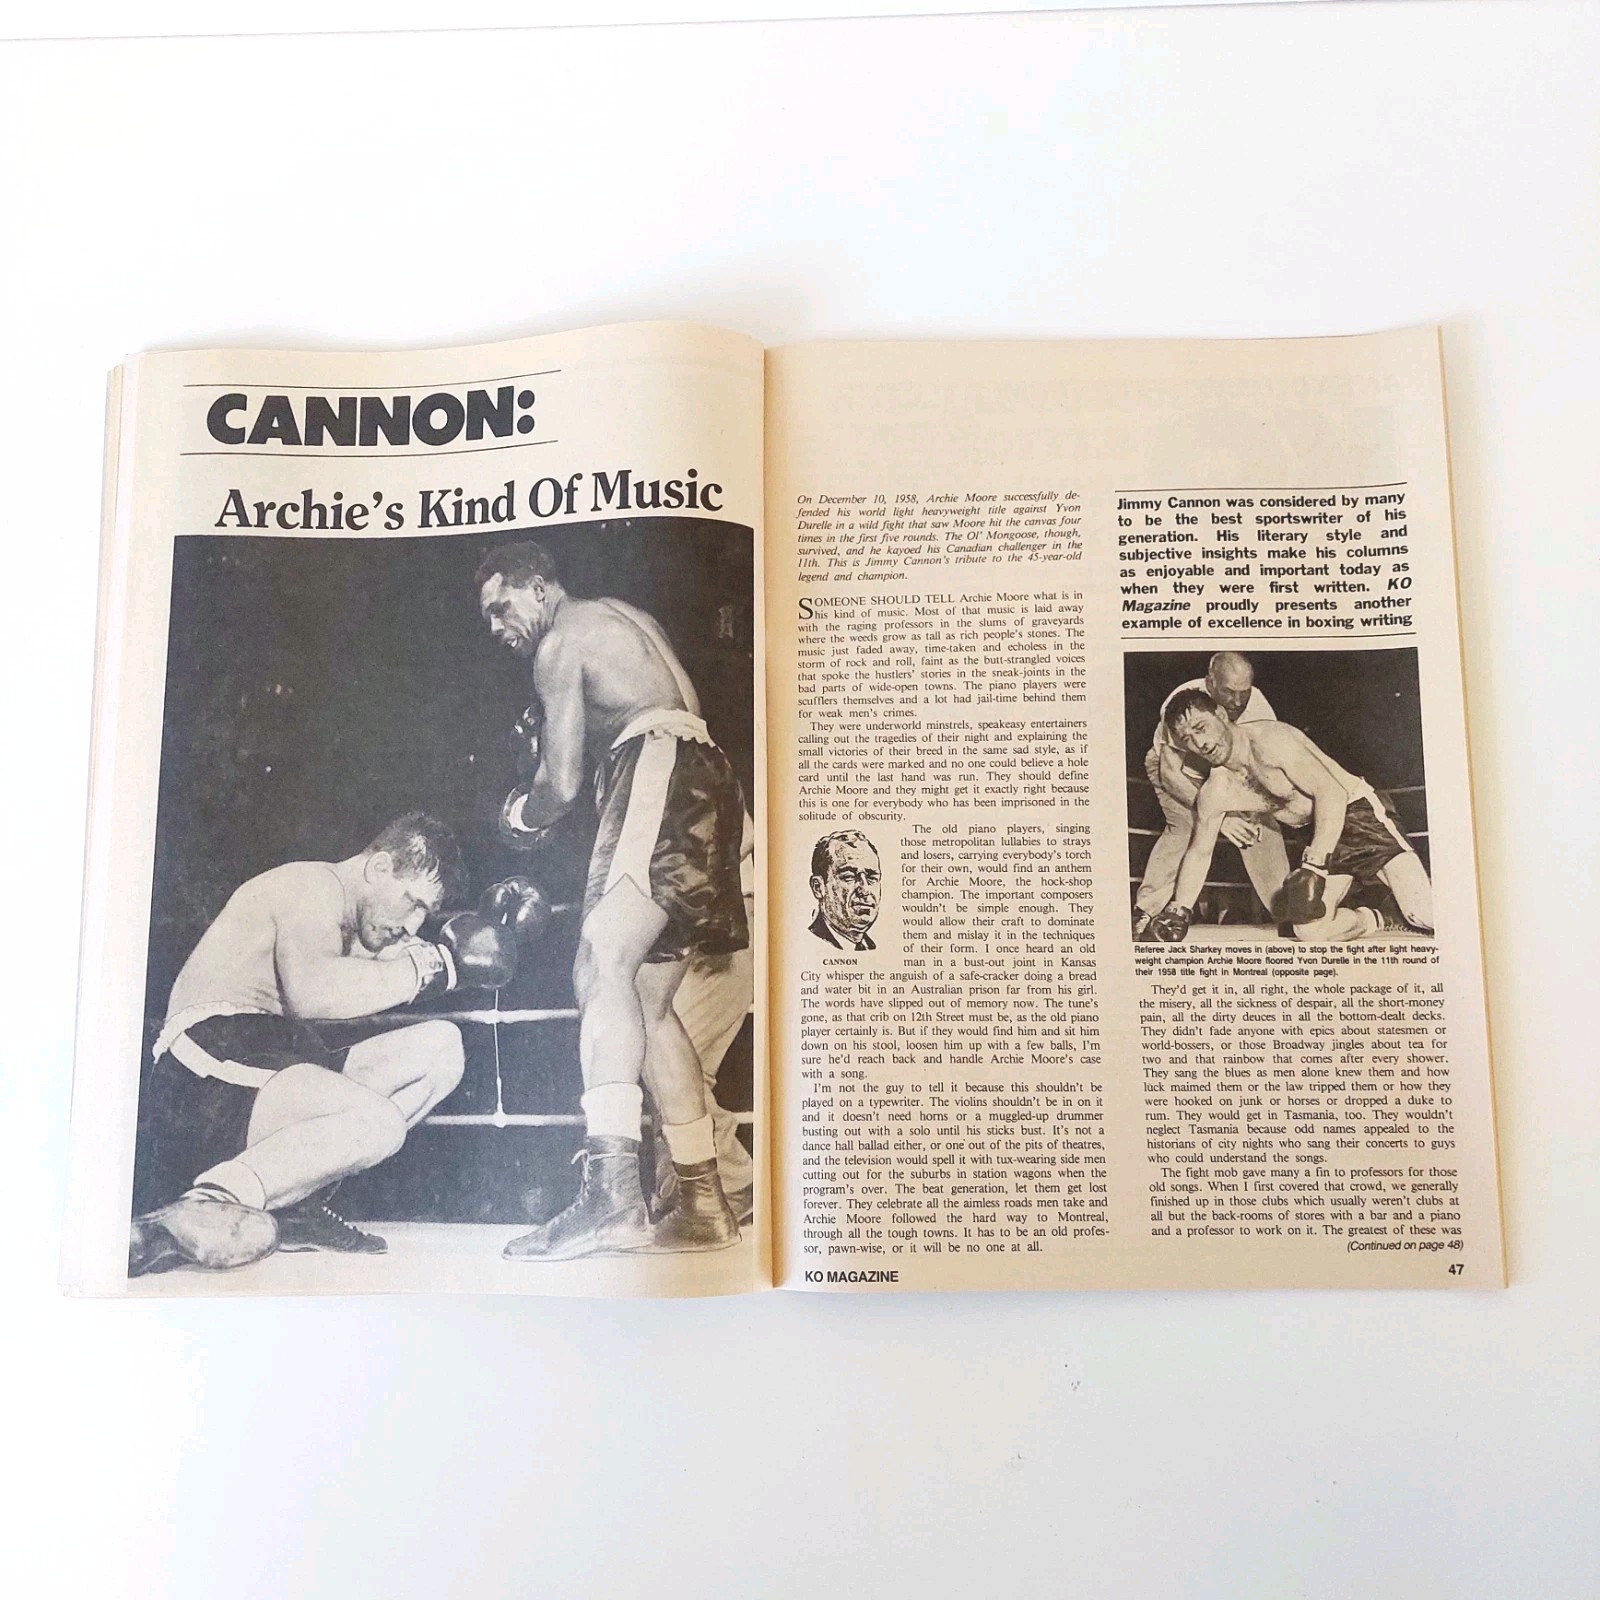 CANNON:
Archie's Kind Of Music
On December 10, 1958, Archie Moore successfully de-
fended his world light heavyweight title against Yvon
Durelle in a wild fight that saw Moore hit the canvas four
times in the first five rounds. The Ol' Mongoose, though,
survived, and he kayoed his Canadian challenger in the
11th. This is Jimmy Cannon's tribute to the 45-year-old
legend and champion.
SOMEONE SHOULD TELL Archie Moore what is in
his kind of music. Most of that music is laid away
with the raging professors in the slums of graveyards
where the weeds grow as tall as rich people's stones. The
music just faded away, time-taken and echoless in the
storm of rock and roll, faint as the butt-strangled voices
that spoke the hustlers' stories in the sneak-joints in the
bad parts of wide-open towns. The piano players were
scufflers themselves and a lot had jail-time behind them
for weak men's crimes.
They were underworld minstrels, speakeasy entertainers
calling out the tragedies of their night and explaining the
small victories of their breed in the same sad style, as if
all the cards were marked and no one could believe a hole
card until the last hand was run. They should define
Archie Moore and they might get it exactly right because
this is one for everybody who has been imprisoned in the
solitude of obscurity.
The old piano players, singing
those metropolitan lullabies to strays
and losers, carrying everybody's torch
for their own, would find an anthem
for Archie Moore, the hock-shop
champion. The important composers
wouldn't be simple enough. They
would allow their craft to dominate
them and mislay it in the techniques
of their form. I once heard an old
man in a bust-out joint in Kansas
CANNON
City whisper the anguish of a safe-cracker doing a bread
and water bit in an Australian prison far from his girl.
The words have slipped out of memory now. The tune's
gone, as that crib on 12th Street must be, as the old piano
player certainly is. But if they would find him and sit him
down on his stool, loosen him up with a few balls, I'm
sure he'd reach back and handle Archie Moore's case
with a song.
I'm not the guy to tell it because this shouldn't be
played on a typewriter. The violins shouldn't be in on it
and it doesn't need horns or a muggled-up drummer
busting out with a solo until his sticks bust. It's not a
dance hall ballad either, or one out of the pits of theatres,
and the television would spell it with tux-wearing side men
cutting out for the suburbs in station wagons when the
program's over. The beat generation, let them get lost
forever. They celebrate all the aimless roads men take and
Archie Moore followed the hard way to Montreal,
through all the tough towns. It has to be an old profes-
sor, pawn-wise, or it will be no one at all.
Jimmy Cannon was considered by many
to be the best sportswriter of his
generation. His literary style and
subjective insights make his columns
as enjoyable and important today as
when they were first written. KO
Magazine proudly presents another
example of excellence in boxing writing
Referee Jack Sharkey moves in (above) to stop the fight after light heavy-
weight champion Archie Moore floored Yvon Durelle in the 11th round of
their 1958 title fight in Montreal (opposite page).
They'd get it in, all right, the whole package of it, all
the misery, all the sickness of despair, all the short-money
pain, all the dirty deuces in all the bottom-dealt decks.
They didn't fade anyone with epics about statesmen or
world-bossers, or those Broadway jingles about tea for
two and that rainbow that comes after every shower.
They sang the blues as men alone knew them and how
luck maimed them or the law tripped them or how they
were hooked on junk or horses or dropped a duke to
rum. They would get in Tasmania, too. They wouldn't
neglect Tasmania because odd names appealed to the
historians of city nights who sang their concerts to guys
who could understand the songs.
The fight mob gave many a fin to professors for those
old songs. When I first covered that crowd, we generally
finished up in those clubs which usually weren't clubs at
all but the back-rooms of stores with a bar and a piano
and a professor to work on it. The greatest of these was
(Continued on page 48)
KO MAGAZINE
47